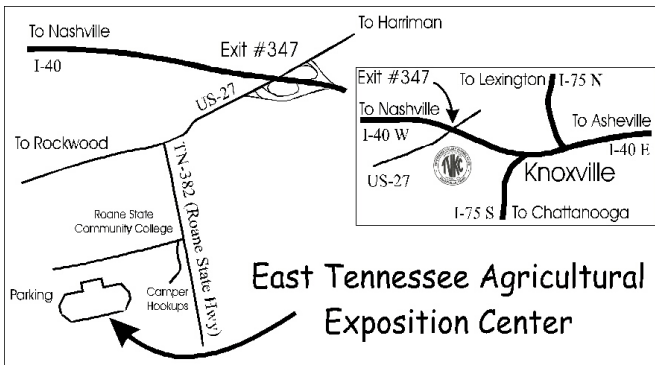 To Nashville
I-40
Exit #347
To Harriman
US-27
To Rockwood
TN-382 (Roane State Hwy)
Roane State
Community College
Parking
Camper
Hookups
Exit #347
To Lexington
I-75 N
To Nashville
I-40 W
To Asheville
I-40 E
US-27
Knoxville
I-75 S
To Chattanooga
East Tennessee Agricultural
Exposition Center